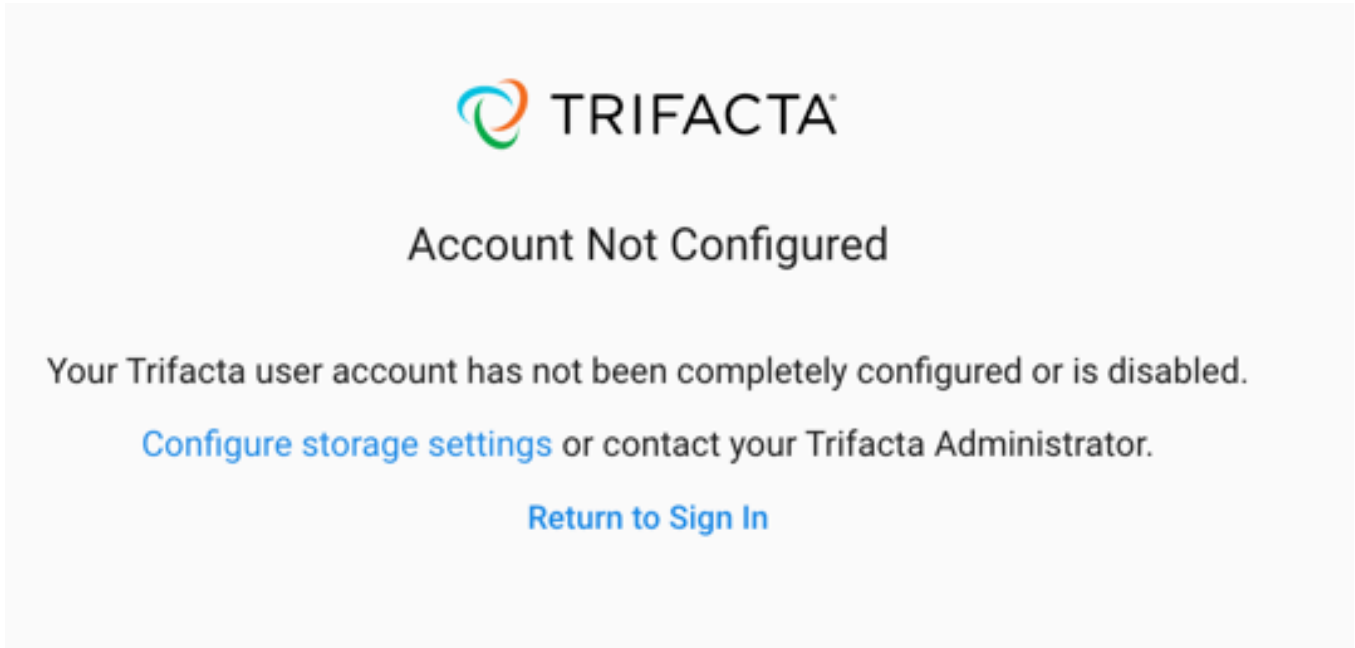 TRIFACTA
Account Not Configured
Your Trifacta user account has not been completely configured or is disabled.
Configure storage settings or contact your Trifacta Administrator.
Return to Sign In